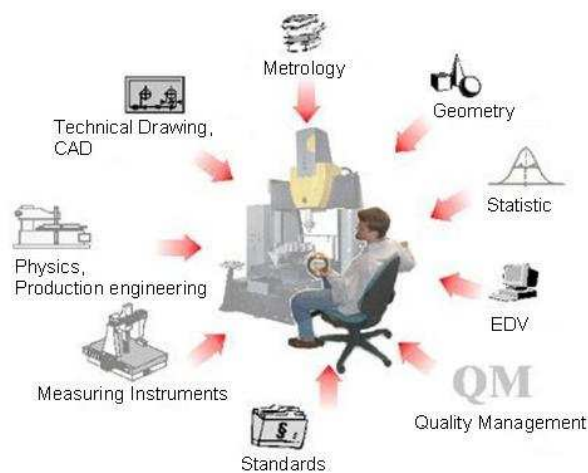 Metrology
Geometry
Technical Drawing,
CAD
Statistic
Physics,
Production engineering
EDV
Measuring Instruments
QM
Quality Management
§
Standards